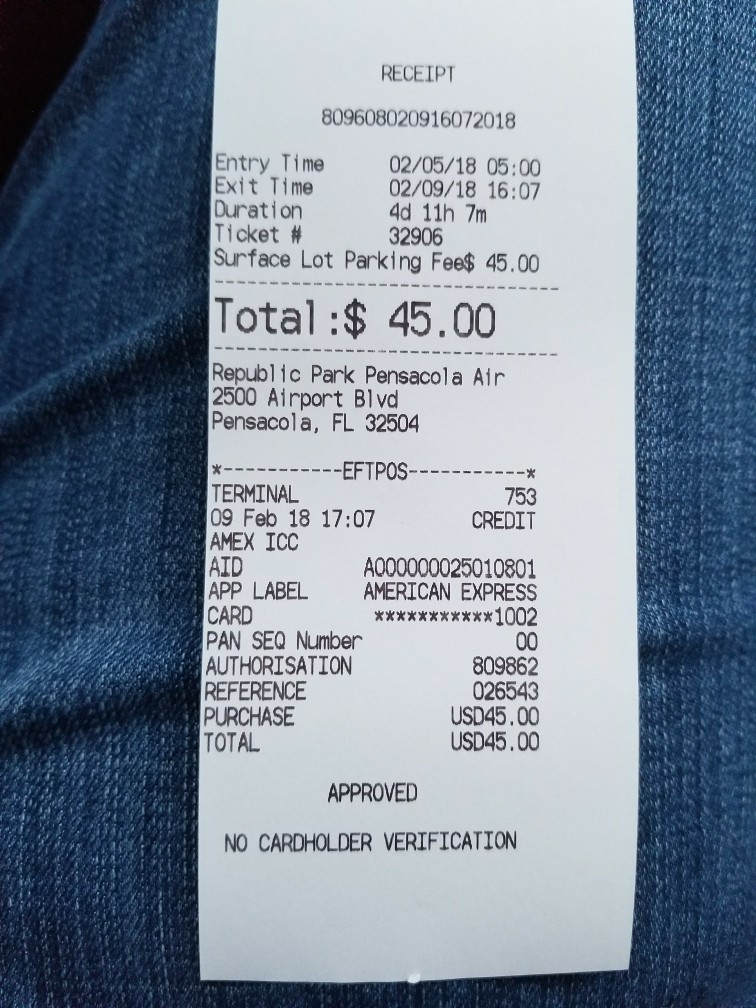 RECEIPT
809608020916072018
Entry Time 02/05/18 05:00
Exit Time 02/09/18 16:07
Duration 4d 11h 7m
Ticket # 32906
Surface Lot Parking Fee$ 45.00
--------------------------------------
Total:$ 45.00
--------------------------------------
Republic Park Pensacola Air
2500 Airport Blvd
Pensacola, FL 32504
*-----------EFTPOS-----------*
TERMINAL 753
09 Feb 18 17:07 CREDIT
AMEX ICC
AID A000000025010801
APP LABEL AMERICAN EXPRESS
CARD ***********1002
PAN SEQ Number 00
AUTHORISATION 809862
REFERENCE 026543
PURCHASE USD45.00
TOTAL USD45.00
APPROVED
NO CARDHOLDER VERIFICATION